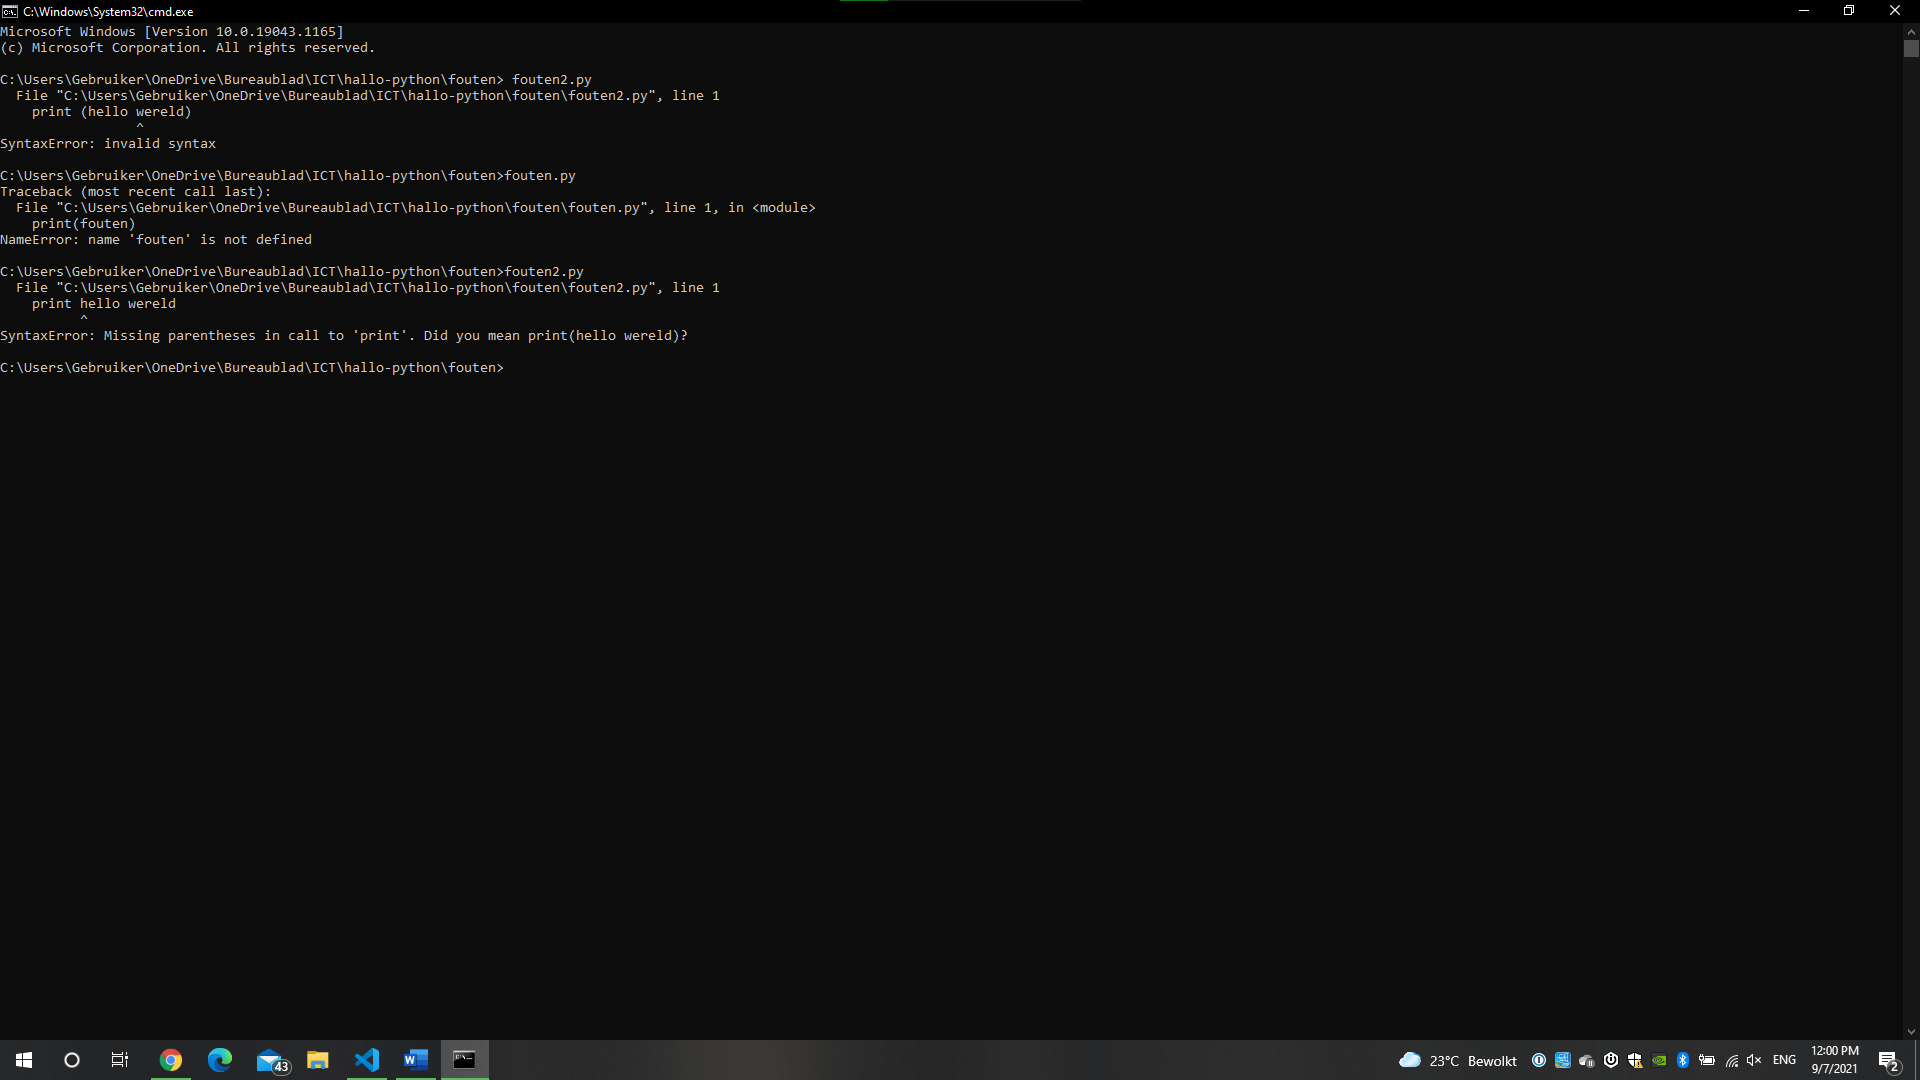 C:\Windows\System32\cmd.exe
Microsoft Windows [Version 10.0.19043.1165]
(c) Microsoft Corporation. All rights reserved.
C:\Users\Gebruiker\OneDrive\Bureaublad\ICT\hallo-python\fouten> fouten2.py
  File "C:\Users\Gebruiker\OneDrive\Bureaublad\ICT\hallo-python\fouten\fouten2.py", line 1
    print (hello wereld)
                 ^
SyntaxError: invalid syntax
C:\Users\Gebruiker\OneDrive\Bureaublad\ICT\hallo-python\fouten>fouten.py
Traceback (most recent call last):
  File "C:\Users\Gebruiker\OneDrive\Bureaublad\ICT\hallo-python\fouten\fouten.py", line 1, in <module>
    print(fouten)
NameError: name 'fouten' is not defined
C:\Users\Gebruiker\OneDrive\Bureaublad\ICT\hallo-python\fouten>fouten2.py
  File "C:\Users\Gebruiker\OneDrive\Bureaublad\ICT\hallo-python\fouten\fouten2.py", line 1
    print hello wereld
          ^
SyntaxError: Missing parentheses in call to 'print'. Did you mean print(hello wereld)?
C:\Users\Gebruiker\OneDrive\Bureaublad\ICT\hallo-python\fouten>
43
23°C Bewolkt
ENG
12:00 PM
9/7/2021
2